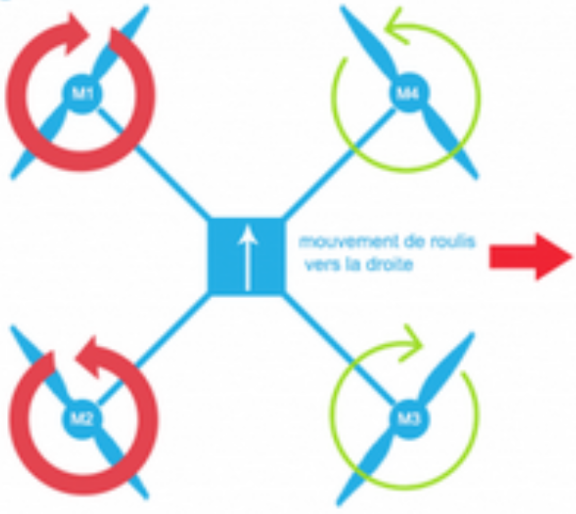 M1
M4
mouvement de roulis
vers la droite
M2
M3